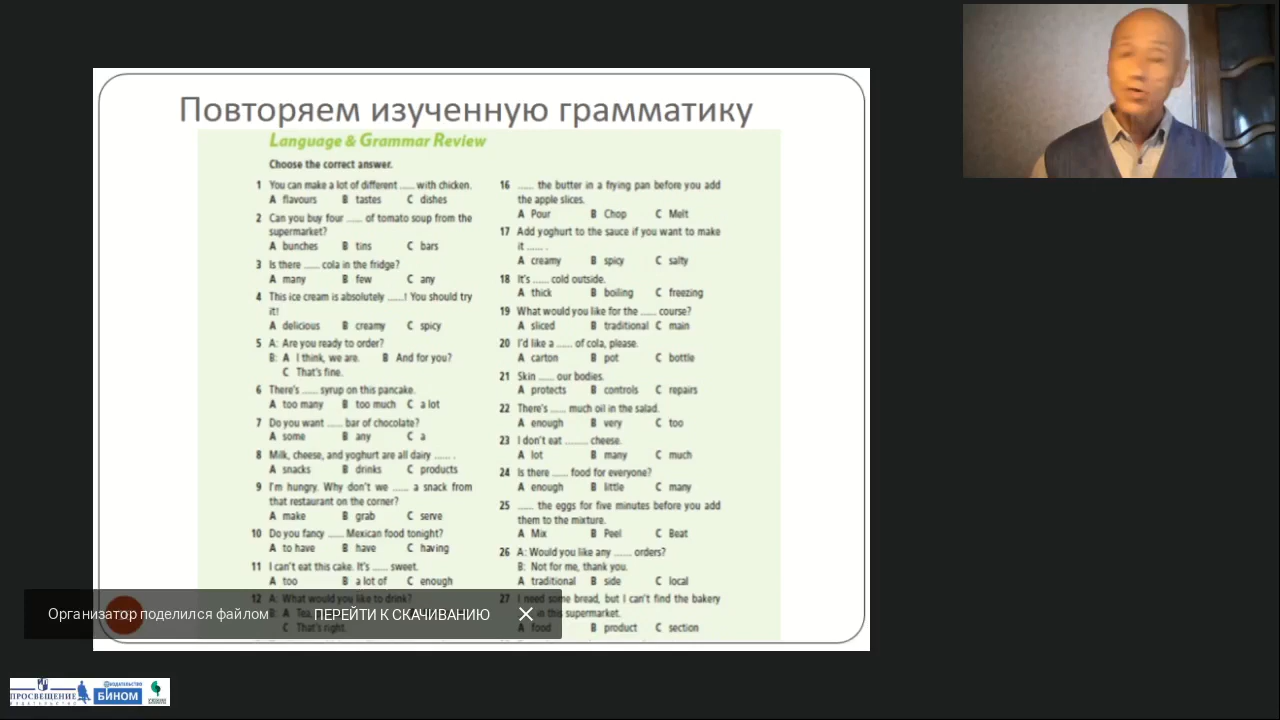 Повторяем изученную грамматику
Language & Grammar Review
Choose the correct answer.
1 You can make a lot of different ...... with chicken.
A flavours B tastes C dishes
2 Can you buy four ...... of tomato soup from the
supermarket?
A bunches B tins C bars
3 Is there ...... cola in the fridge?
A many B few C any
4 This ice cream is absolutely ......! You should try
it!
A delicious B creamy C spicy
5 A: Are you ready to order?
B: A I think, we are. B And for you?
C That's fine.
6 There's ...... syrup on this pancake.
A too many B too much C a lot
7 Do you want ...... bar of chocolate?
A some B any C a
8 Milk, cheese, and yoghurt are all dairy ...... .
A snacks B drinks C products
9 I'm hungry. Why don't we ...... a snack from
that restaurant on the corner?
A make B grab C serve
10 Do you fancy ...... Mexican food tonight?
A to have B have C having
11 I can't eat this cake. It's ...... sweet.
A too B a lot of C enough
12 A: What would you like to drink?
B: A Tea,
C That's right.
16 ...... the butter in a frying pan before you add
the apple slices.
A Pour B Chop C Melt
17 Add yoghurt to the sauce if you want to make
it ...... .
A creamy B spicy C salty
18 It's ...... cold outside.
A thick B boiling C freezing
19 What would you like for the ...... course?
A sliced B traditional C main
20 I'd like a ...... of cola, please.
A carton B pot C bottle
21 Skin ...... our bodies.
A protects B controls C repairs
22 There's ...... much oil in the salad.
A enough B very C too
23 I don't eat ...... cheese.
A lot B many C much
24 Is there ...... food for everyone?
A enough B little C many
25 ...... the eggs for five minutes before you add
them to the mixture.
A Mix B Peel C Beat
26 A: Would you like any ...... orders?
B: Not for me, thank you.
A traditional B side C local
27 I need some bread, but I can't find the bakery
in this supermarket.
A food B product C section
Организатор поделился файлом ПЕРЕЙТИ К СКАЧИВАНИЮ
ПРОСВЕЩЕНИЕ
ИЗДАТЕЛЬСТВО
ИЗДАТЕЛЬСТВО
БИНОМ